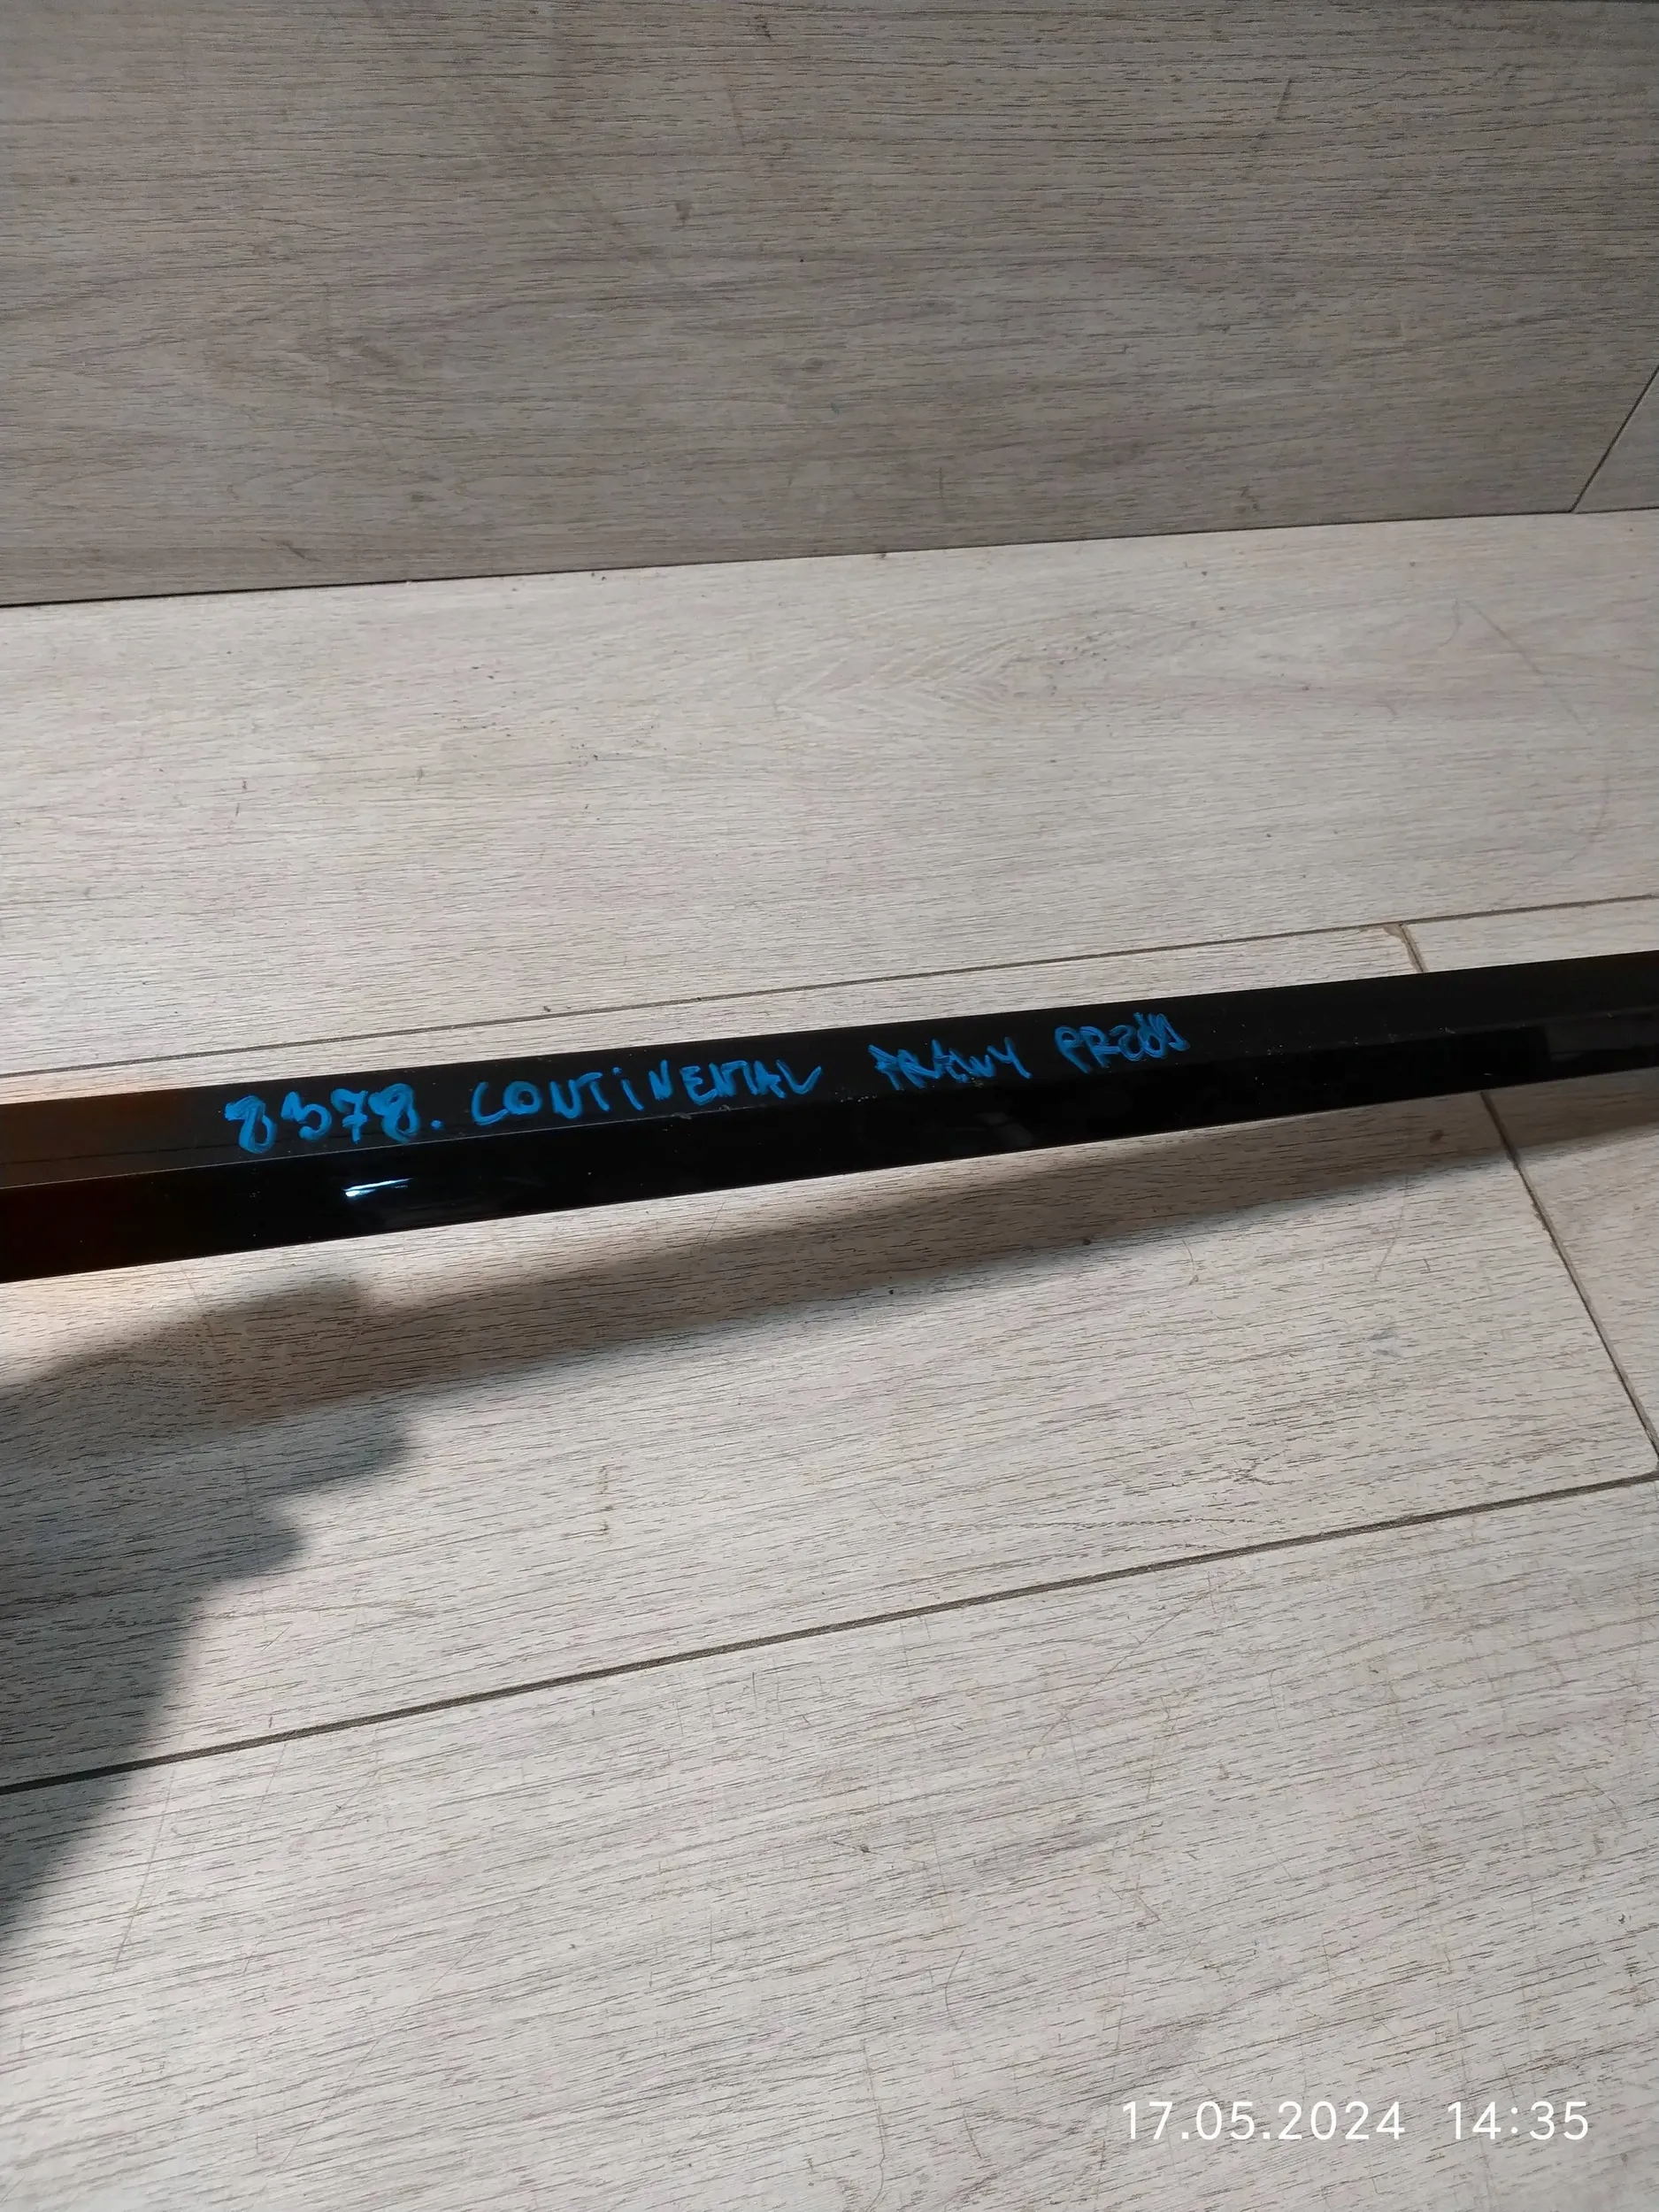 8378. CONTINENTAL PRAWY PRZÓD
17.05.2024 14:35